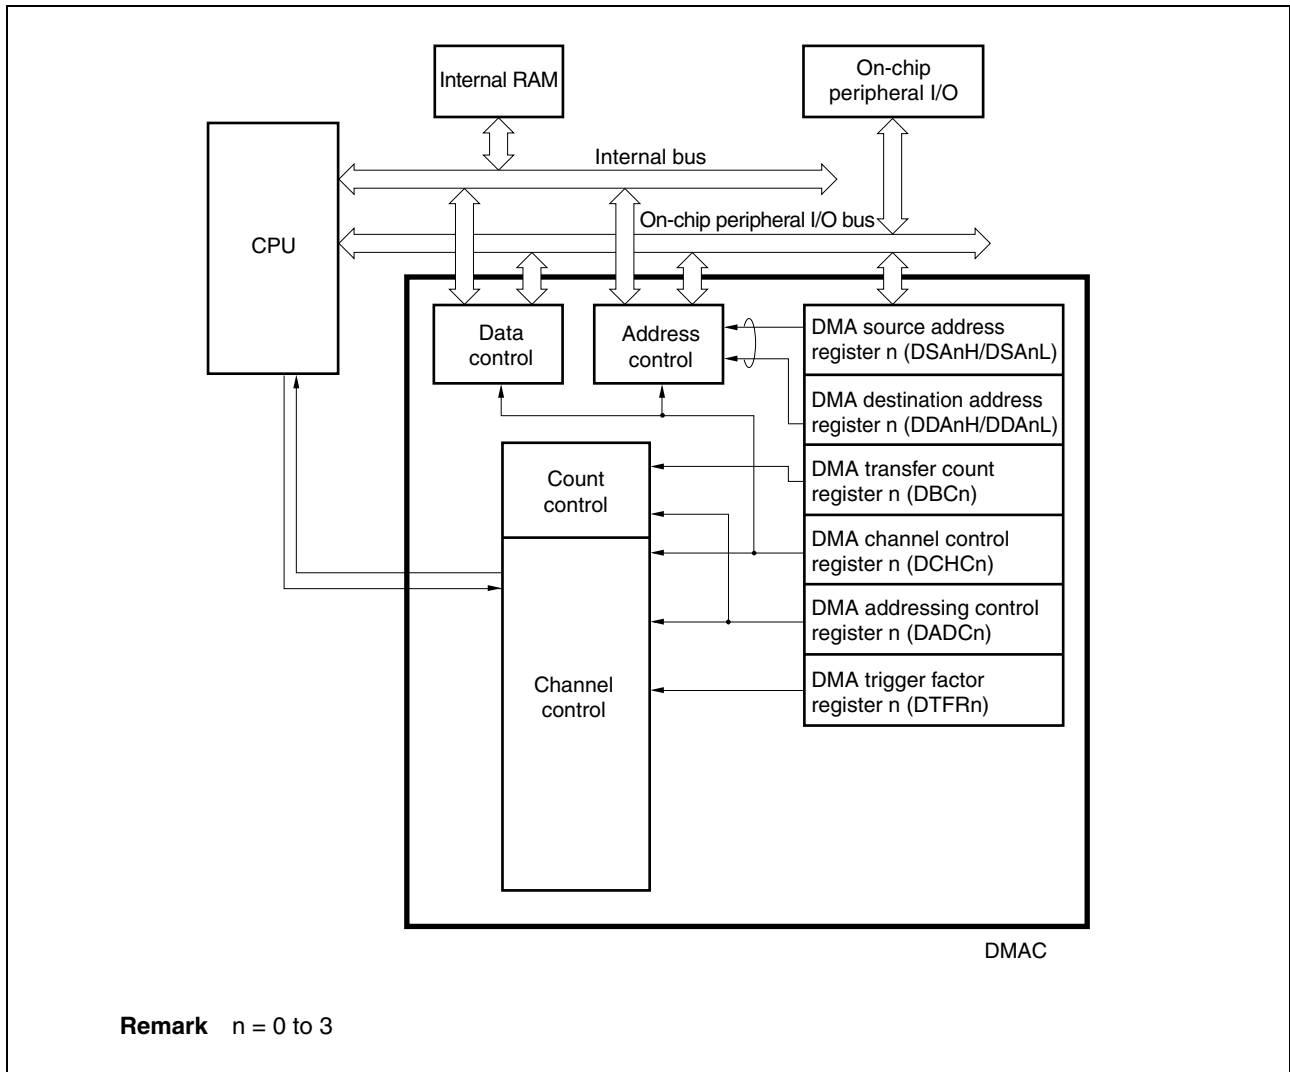 Internal RAM
On-chip
peripheral I/O
Internal bus
On-chip peripheral I/O bus
CPU
Data
control
Address
control
DMA source address
register n (DSAnH/DSAnL)
DMA destination address
register n (DDAnH/DDAnL)
DMA transfer count
register n (DBCn)
DMA channel control
register n (DCHCn)
DMA addressing control
register n (DADCn)
DMA trigger factor
register n (DTFRn)
Count
control
Channel
control
DMAC
Remark n = 0 to 3